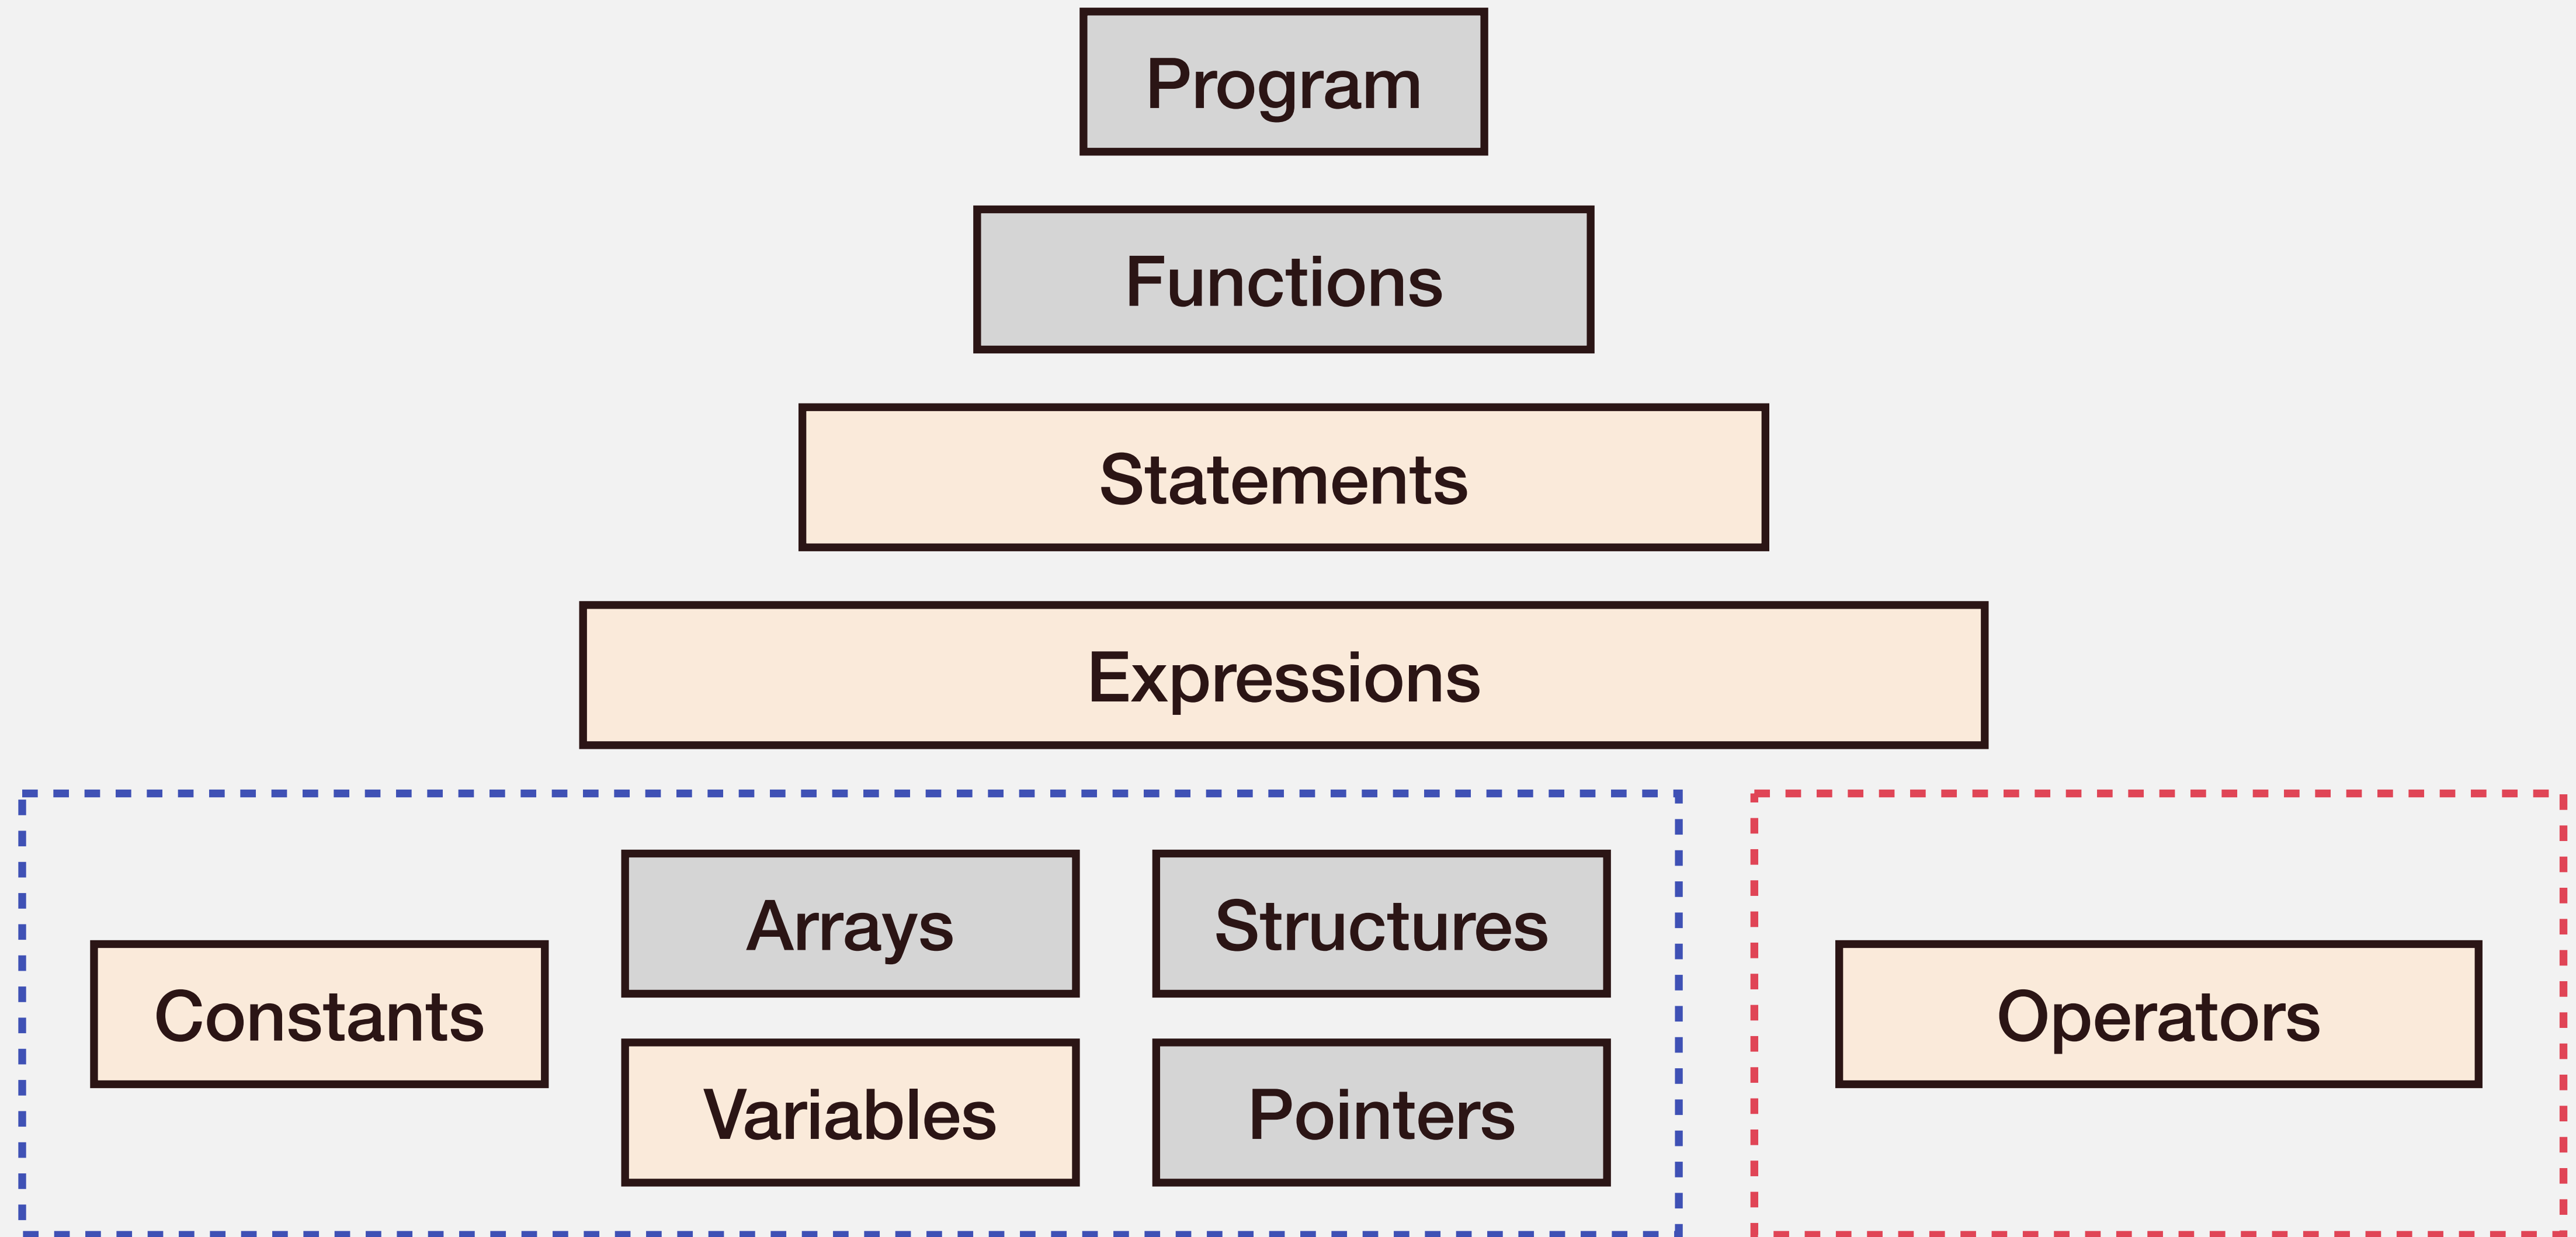 Program
Functions
Statements
Expressions
Arrays
Structures
Constants
Operators
Variables
Pointers